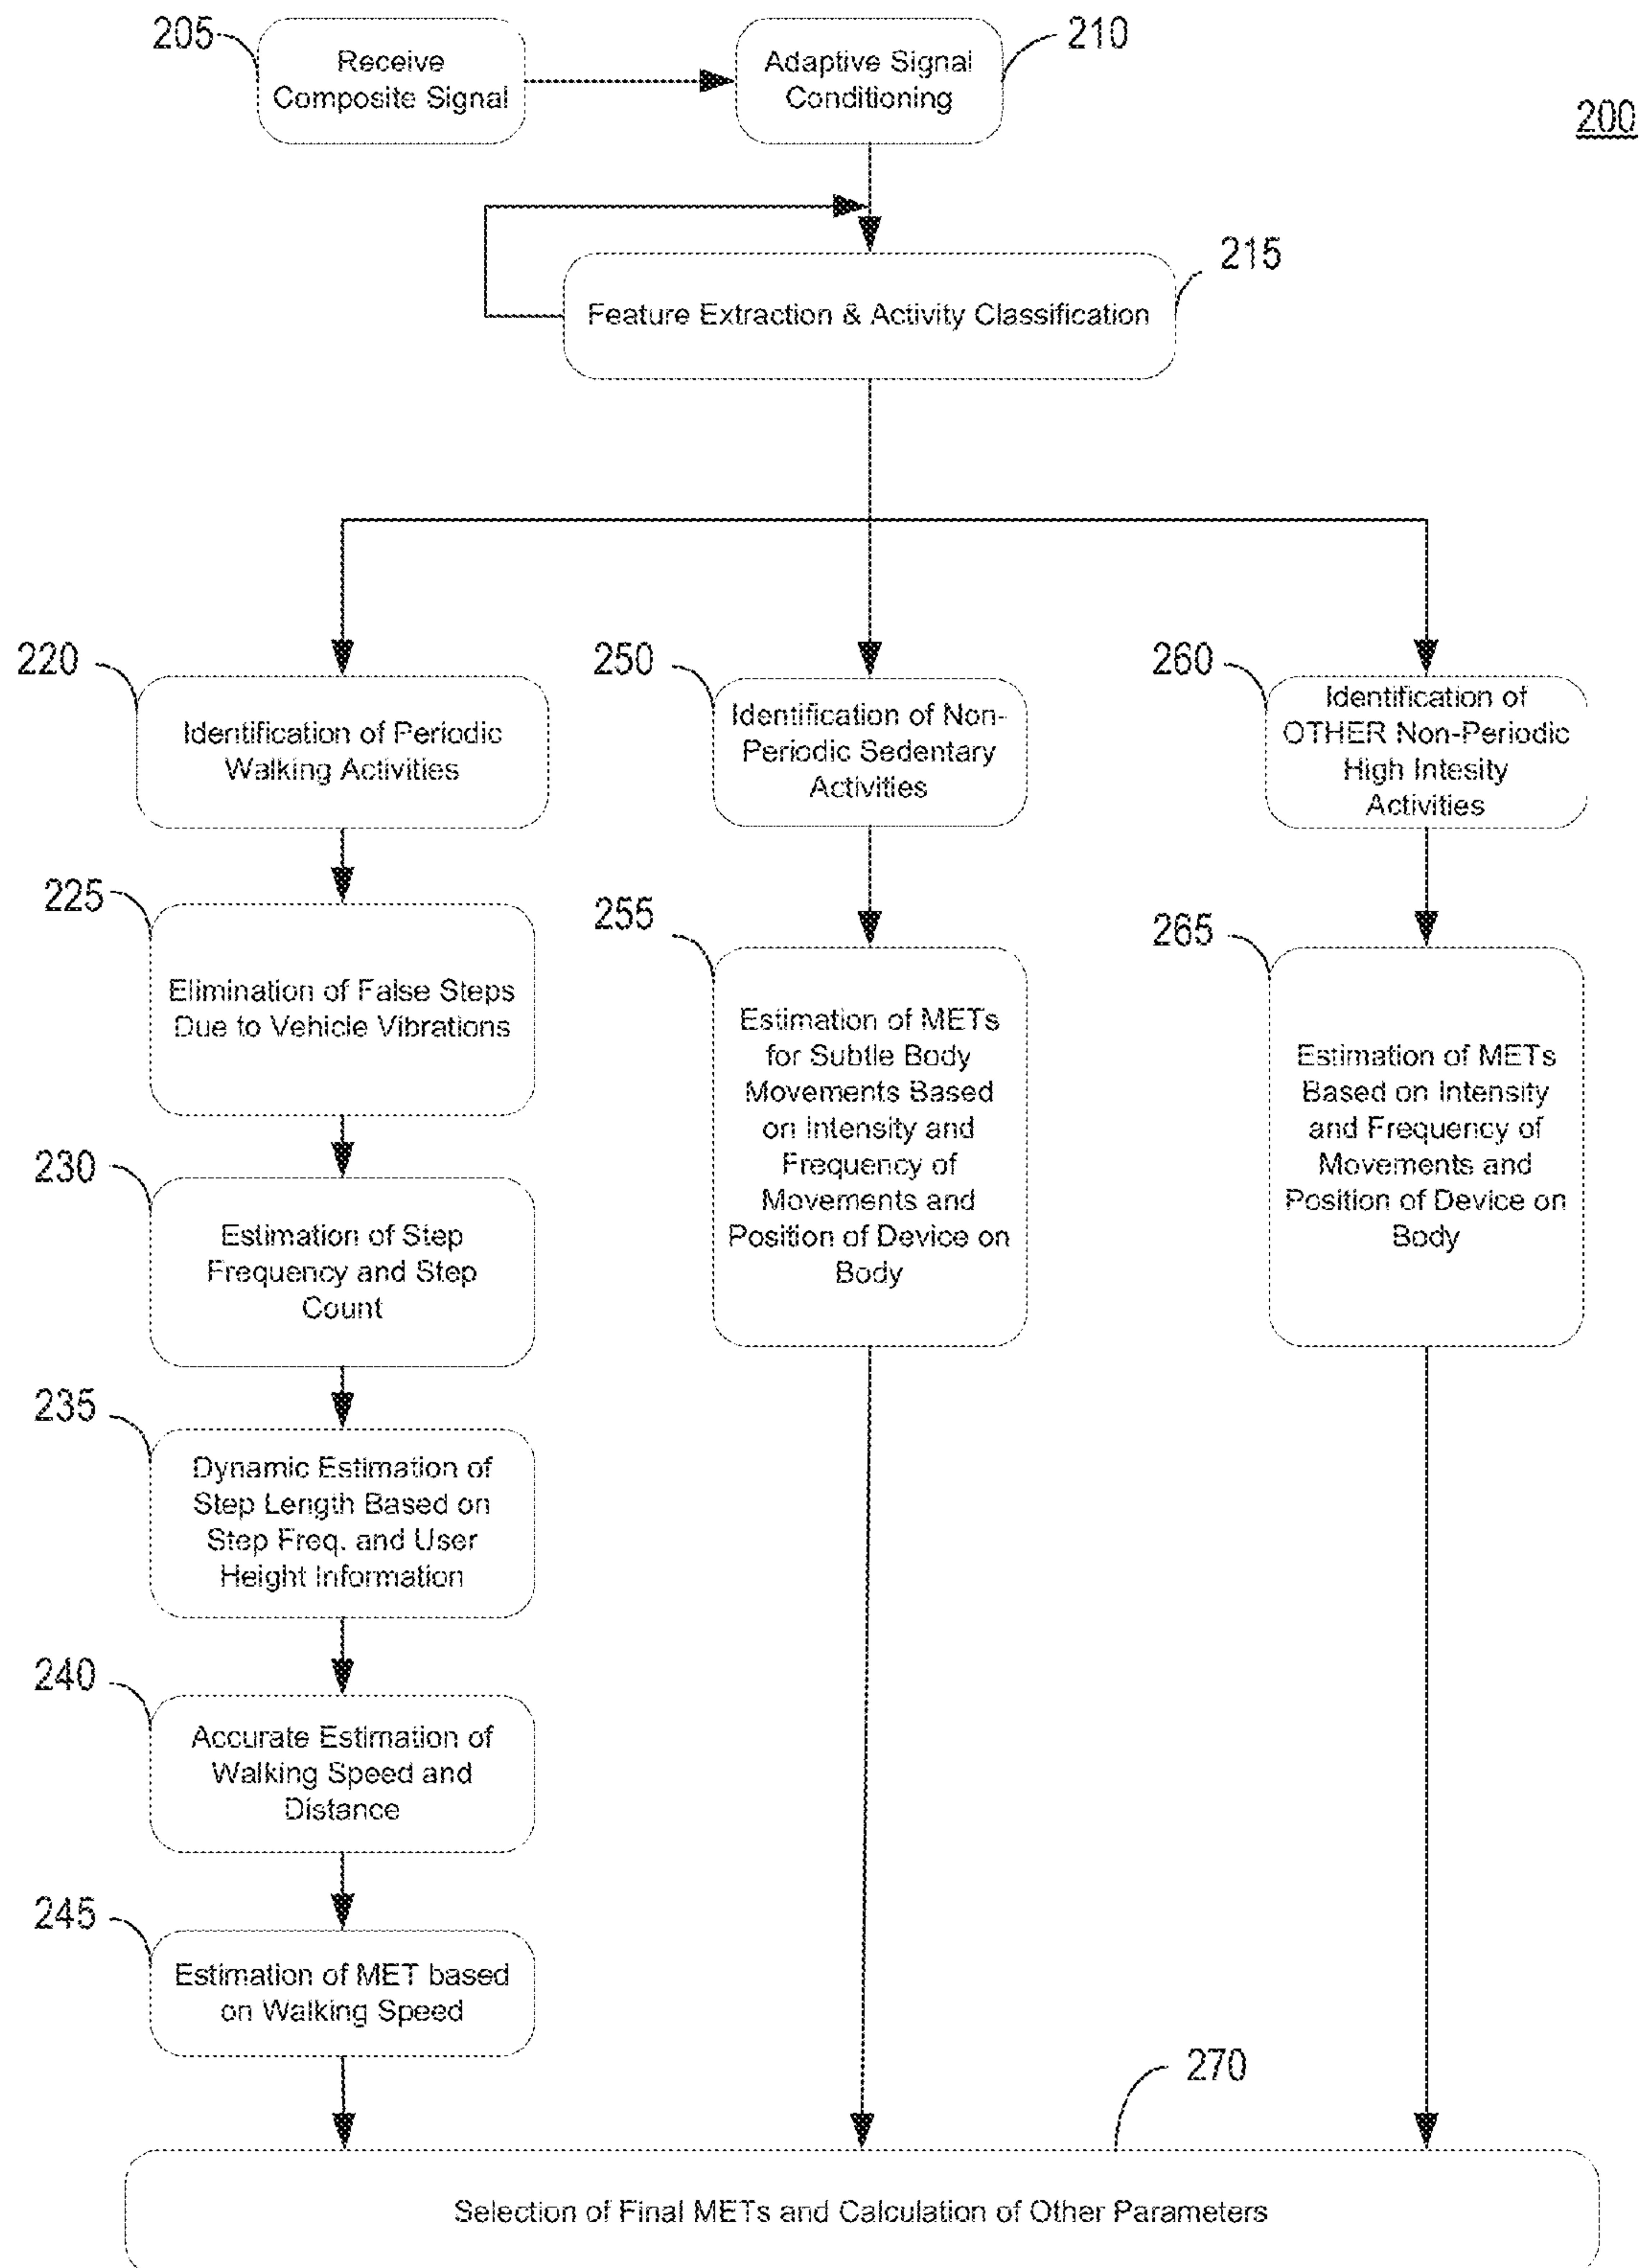 205
Receive
Composite Signal
Adaptive Signal
Conditioning
210
200
215
Feature Extraction & Activity Classification
220
Identification of Periodic
Walking Activities
250
Identification of Non-
Periodic Sedentary
Activities
260
Identification of
OTHER Non-Periodic
High Intesity
Activities
225
Elimination of False Steps
Due to Vehicle Vibrations
255
Estimation of METs
for Subtle Body
Movements Based
on Intensity and
Frequency of
Movements and
Position of Device on
Body
265
Estimation of METs
Based on Intensity
and Frequency of
Movements and
Position of Device on
Body
230
Estimation of Step
Frequency and Step
Count
235
Dynamic Estimation of
Step Length Based on
Step Freq. and User
Height Information
240
Accurate Estimation of
Walking Speed and
Distance
245
Estimation of MET based
on Walking Speed
270
Selection of Final METs and Calculation of Other Parameters